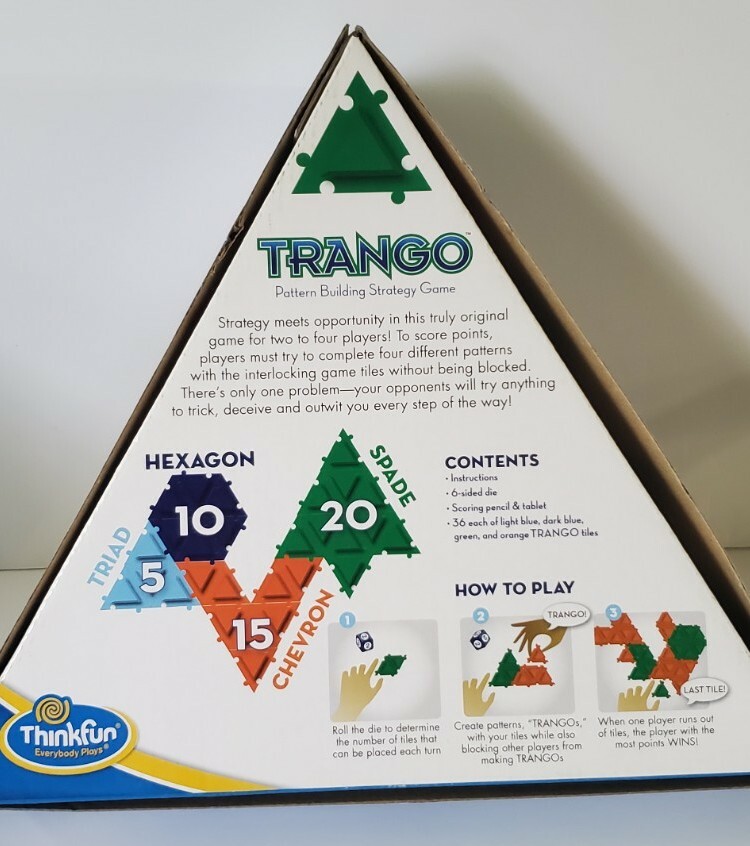 TRANGO™
Pattern Building Strategy Game
Strategy meets opportunity in this truly original
game for two to four players! To score points,
players must try to complete four different patterns
with the interlocking game tiles without being blocked.
There's only one problem—your opponents will try anything
to trick, deceive and outwit you every step of the way!
HEXAGON
10
TRIAD
5
CHEVRON
15
SPADE
20
CONTENTS
• Instructions
• 6-sided die
• Scoring pencil & tablet
• 36 each of light blue, dark blue,
green, and orange TRANGO tiles
HOW TO PLAY
1
Roll the die to determine
the number of tiles that
can be placed each turn
2
TRANGO!
Create patterns, "TRANGOs,"
with your tiles while also
blocking other players from
making TRANGOs
3
LAST TILE!
When one player runs out
of tiles, the player with the
most points WINS!
ThinkFun®
Everybody Plays®